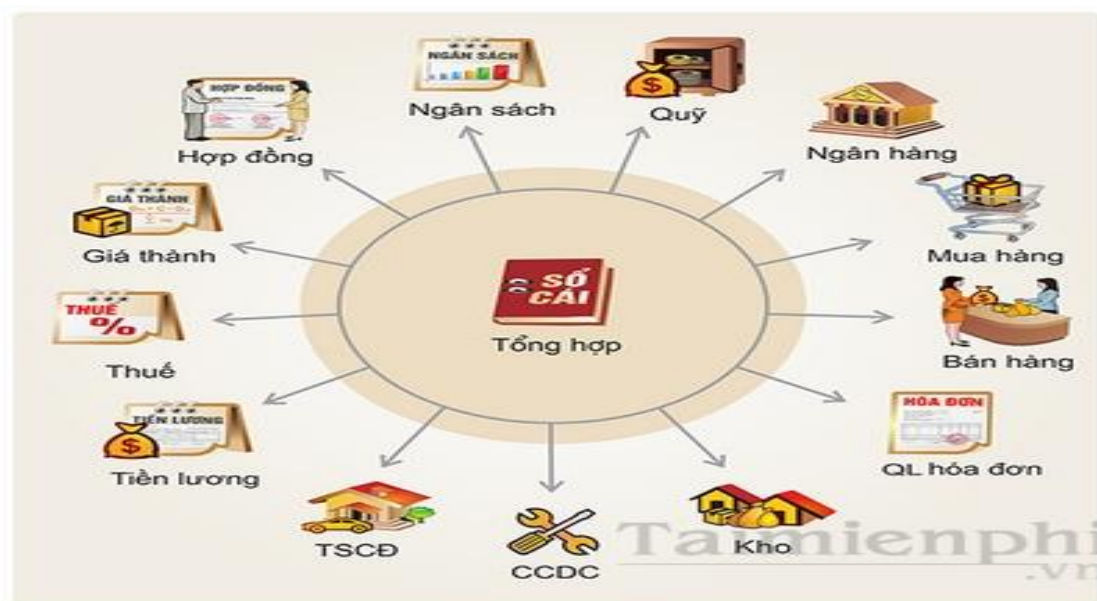 NGÂN SÁCH
Ngân sách
Quỹ
HỢP ĐỒNG
Hợp đồng
Ngân hàng
GIÁ THÀNH
Giá thành
Mua hàng
SỔ
CÁI
Tổng hợp
THUẾ
%
Thuế
Bán hàng
TIỀN LƯƠNG
Tiền lương
HÓA ĐƠN
QL hóa đơn
TSCĐ
CCDC
Kho
Taimienphi
.vn